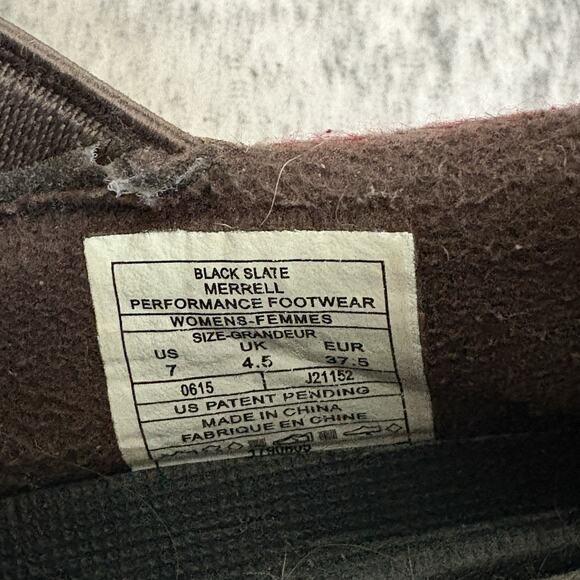 BLACK SLATE
MERRELL
PERFORMANCE FOOTWEAR
WOMENS-FEMMES
SIZE-GRANDEUR
US UK EUR
7 4.5 37.5
0615 J21152
US PATENT PENDING
MADE IN CHINA
FABRIQUE EN CHINE